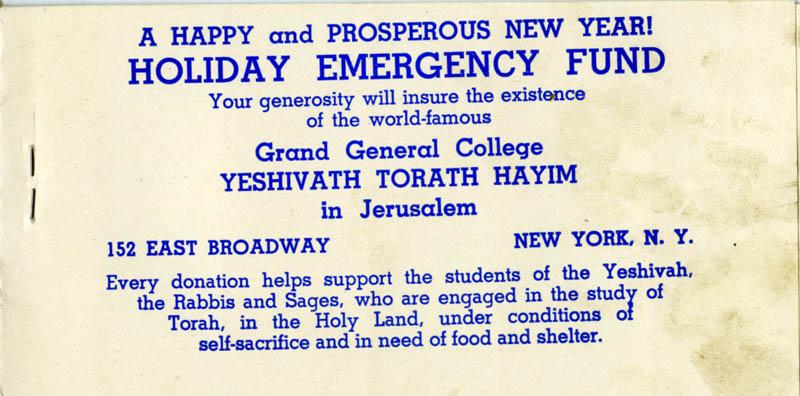 A HAPPY and PROSPEROUS NEW YEAR!
HOLIDAY EMERGENCY FUND
Your generosity will insure the existence
of the world-famous
Grand General College
YESHIVATH TORATH HAYIM
in Jerusalem
152 EAST BROADWAY NEW YORK, N. Y.
Every donation helps support the students of the Yeshivah,
the Rabbis and Sages, who are engaged in the study of
Torah, in the Holy Land, under conditions of
self-sacrifice and in need of food and shelter.